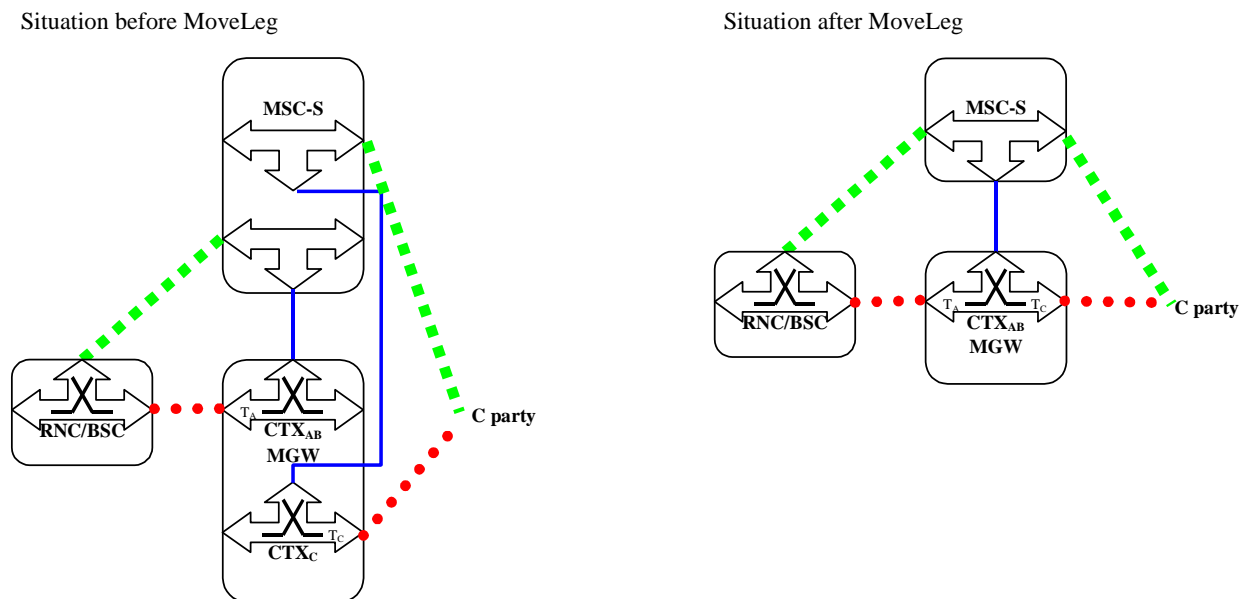 Situation before MoveLeg
MSC-S
T_A
RNC/BSC
CTX_AB
MGW
C party
T_C
CTX_C
Situation after MoveLeg
MSC-S
T_A T_C
RNC/BSC
CTX_AB
MGW
C party